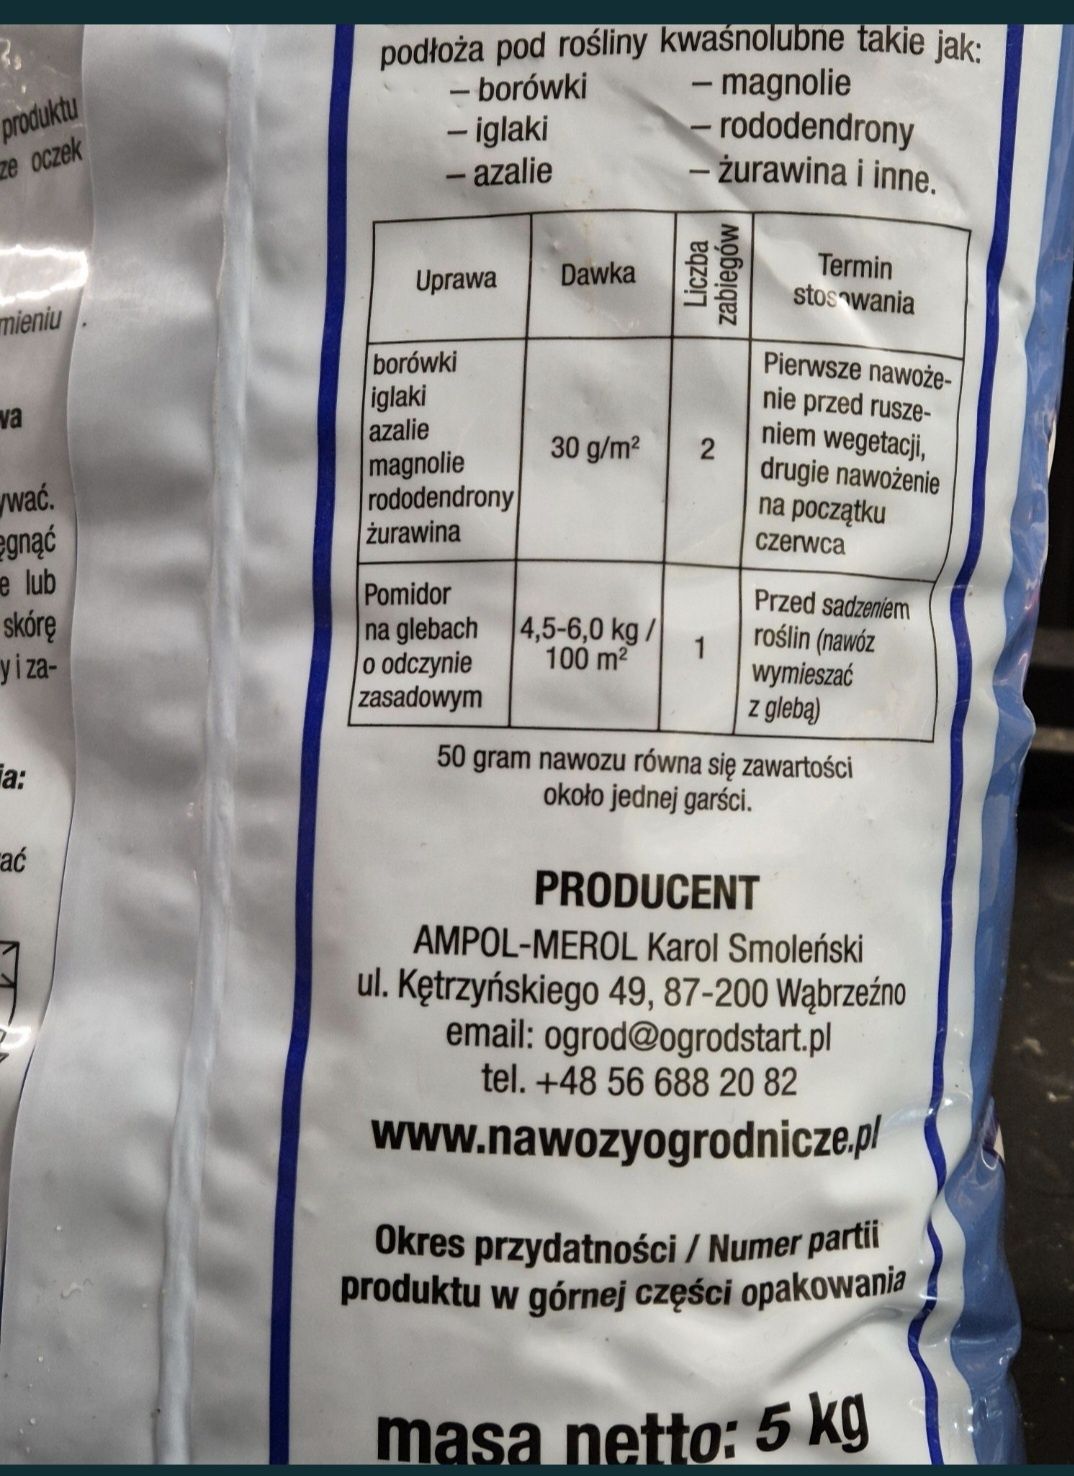 produktu
ze oczek
mieniu
wa
ywać.
ęgnąć
e lub
skórę
y i za-
ia:
ać
podłoża pod rośliny kwaśnolubne takie jak:
– borówki
– iglaki
– azalie
– magnolie
– rododendrony
– żurawina i inne.
Uprawa
Dawka
Liczba
zabiegów
Termin
stosowania
borówki
iglaki
azalie
magnolie
rododendrony
żurawina
30 g/m²
2
Pierwsze nawoże-
nie przed rusze-
niem wegetacji,
drugie nawożenie
na początku
czerwca
Pomidor
na glebach
o odczynie
zasadowym
4,5-6,0 kg /
100 m²
1
Przed sadzeniem
roślin (nawóz
wymieszać
z glebą)
50 gram nawozu równa się zawartości
około jednej garści.
PRODUCENT
AMPOL-MEROL Karol Smoleński
ul. Kętrzyńskiego 49, 87-200 Wąbrzeźno
email: ogrod@ogrodstart.pl
tel. +48 56 688 20 82
www.nawozyogrodnicze.pl
Okres przydatności / Numer partii
produktu w górnej części opakowania
masa netto: 5 kg